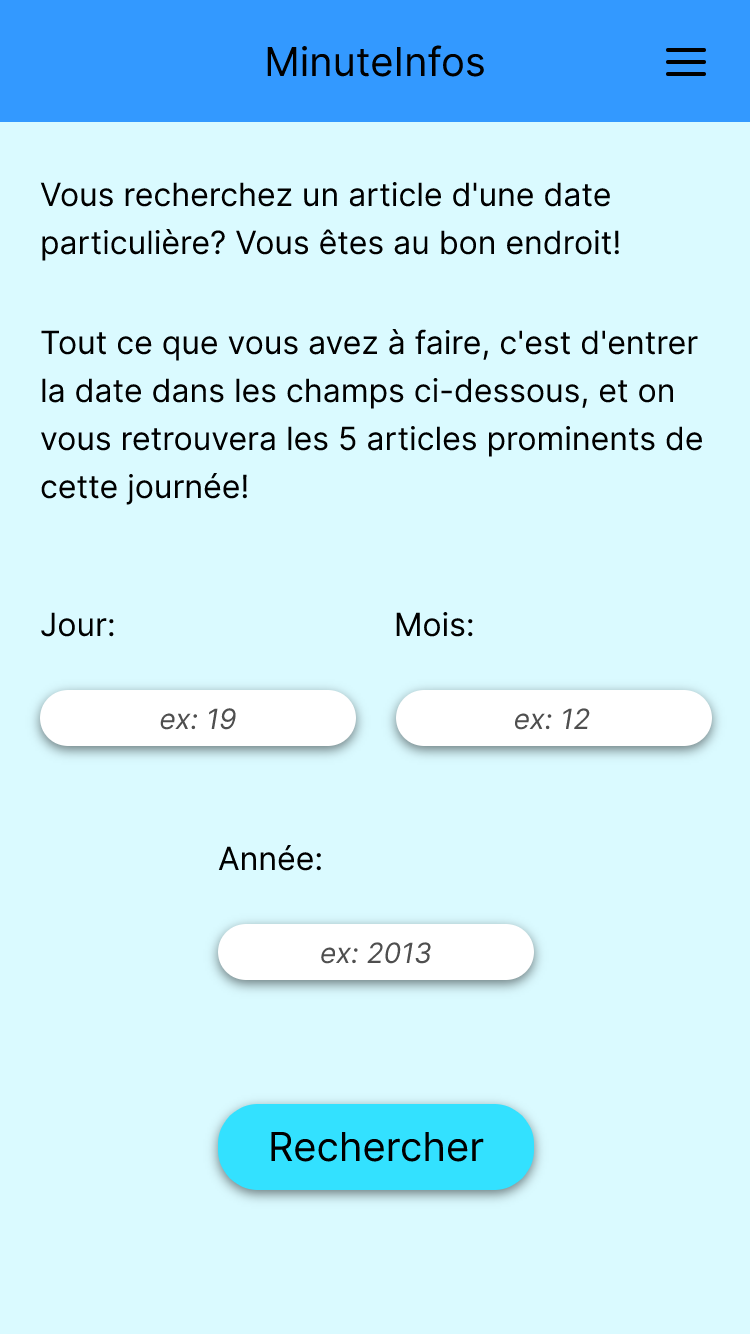 MinuteInfos
Vous recherchez un article d'une date
particulière? Vous êtes au bon endroit!
Tout ce que vous avez à faire, c'est d'entrer
la date dans les champs ci-dessous, et on
vous retrouvera les 5 articles prominents de
cette journée!
Jour:
Mois:
ex: 19
ex: 12
Année:
ex: 2013
Rechercher